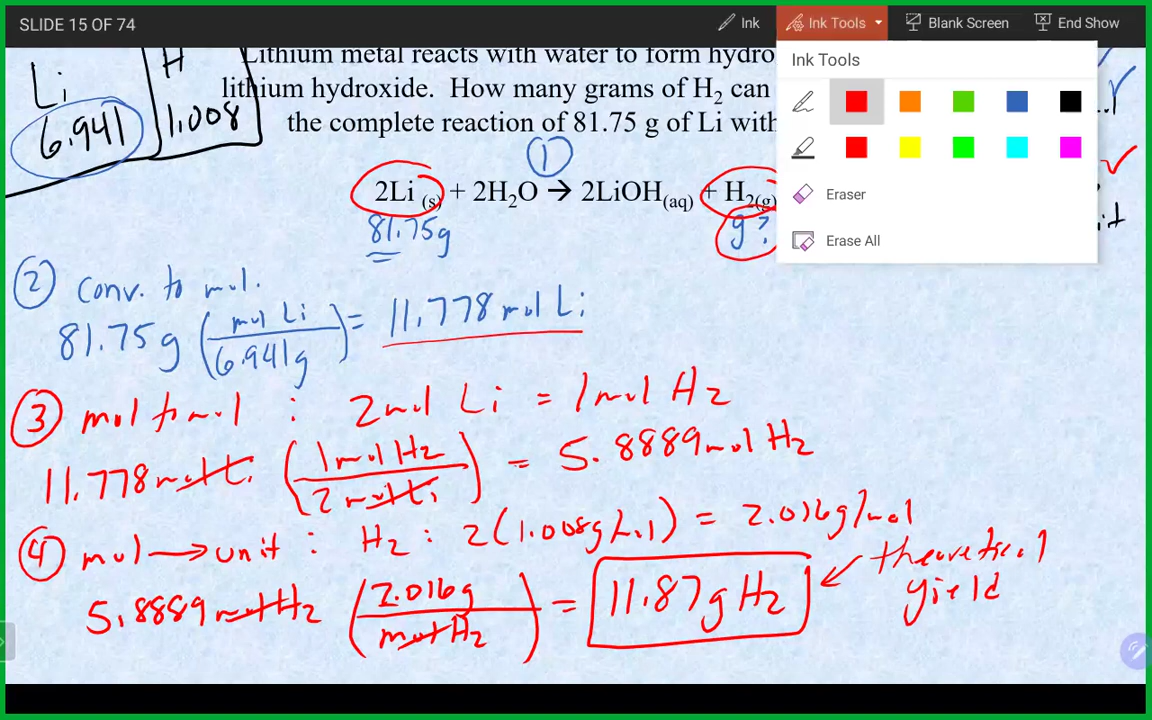 SLIDE 15 OF 74
Ink
Ink Tools
Blank Screen
End Show
Ink Tools
Eraser
Erase All
Li
6.941
H
1.008
Lithium metal reacts with water to form hydro
lithium hydroxide. How many grams of H2 can
the complete reaction of 81.75 g of Li with
①
2Li (s) + 2H2O → 2LiOH(aq) + H2(g)
81.75g
g?
② Conv. to mol.
81.75g (mol Li / 6.941g) = 11.778 mol Li
③ mol to mol : 2mol Li = 1mol H2
11.778 mol Li (1 mol H2 / 2 mol Li) = 5.8889 mol H2
④ mol → unit : H2 : 2(1.008g/mol) = 2.016g/mol
5.8889 mol H2 (2.016g / mol H2) = 11.87g H2
theoretical
yield